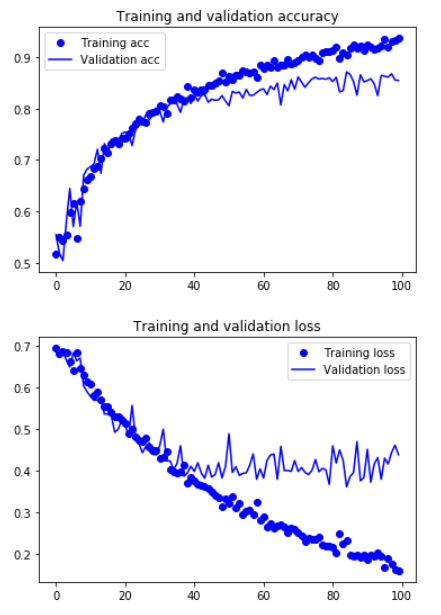 Training and validation accuracy
0.9
0.8
0.7
0.6
0.5
Training acc
Validation acc
0 20 40 60 80 100
Training and validation loss
0.7
0.6
0.5
0.4
0.3
0.2
Training loss
Validation loss
0 20 40 60 80 100